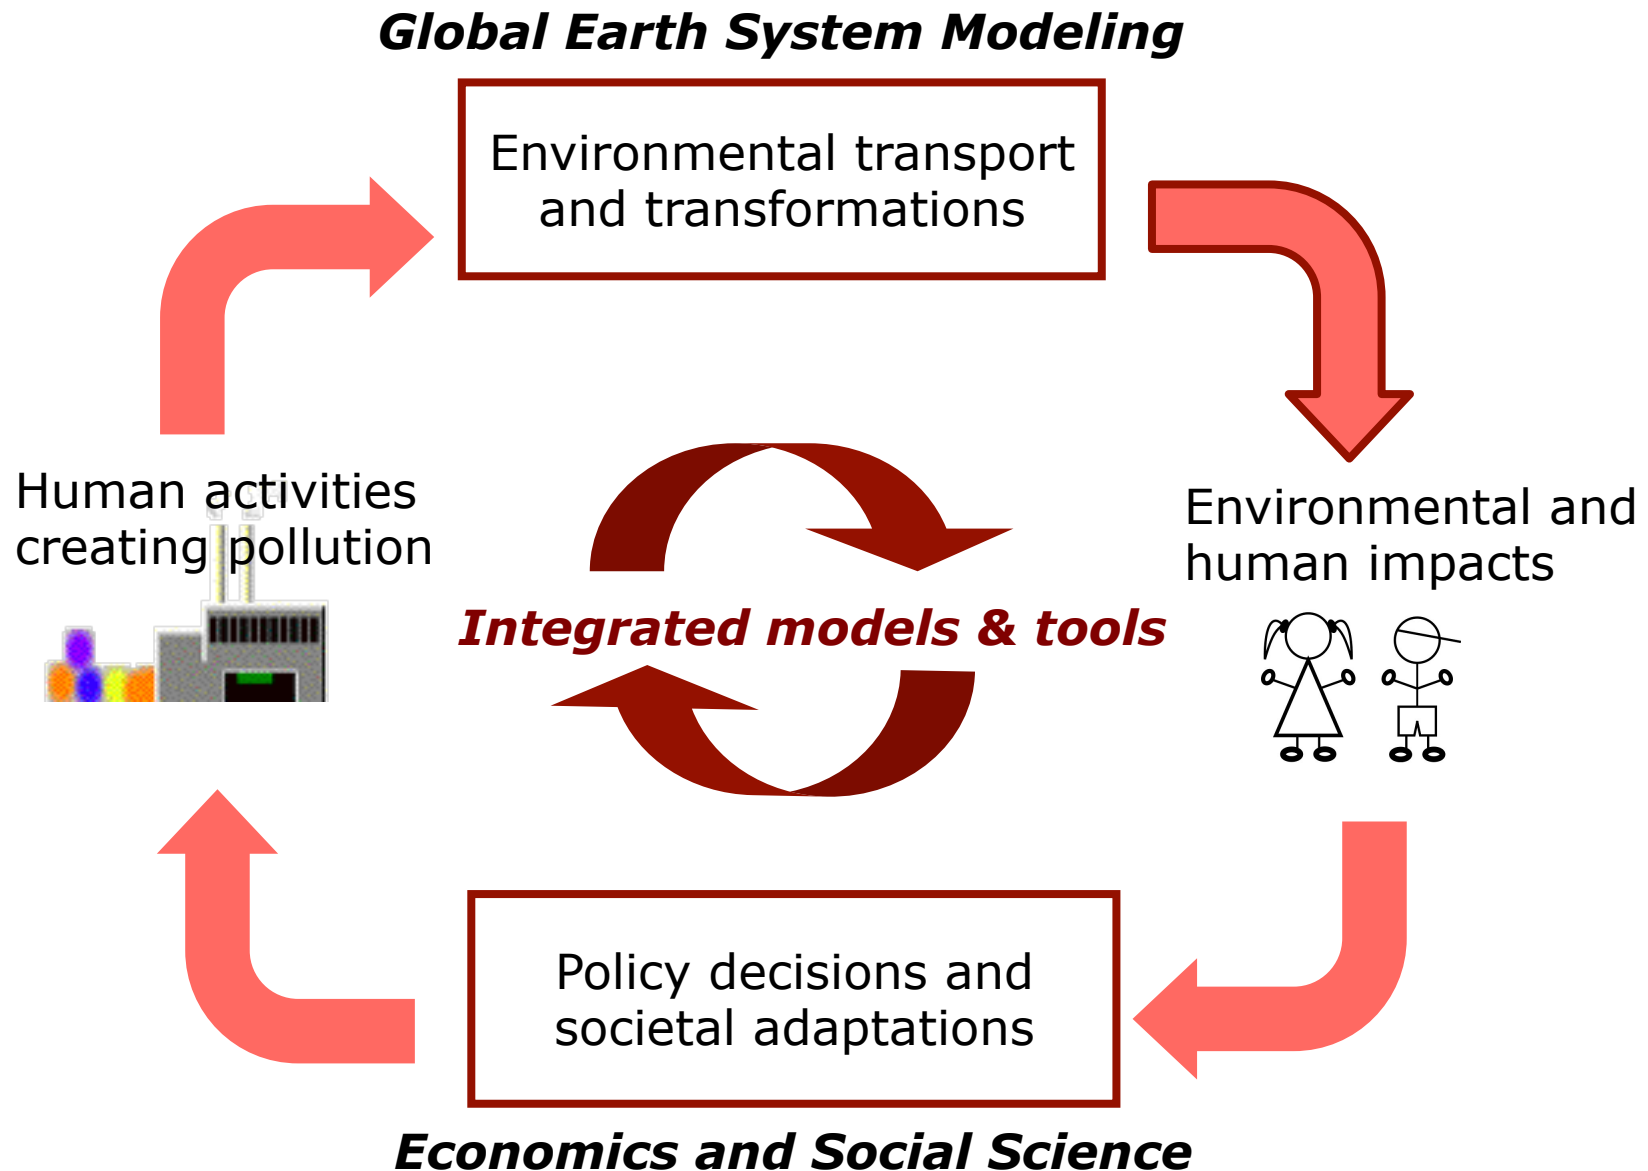 Global Earth System Modeling
Environmental transport
and transformations
Human activities
creating pollution
Environmental and
human impacts
Integrated models & tools
Policy decisions and
societal adaptations
Economics and Social Science